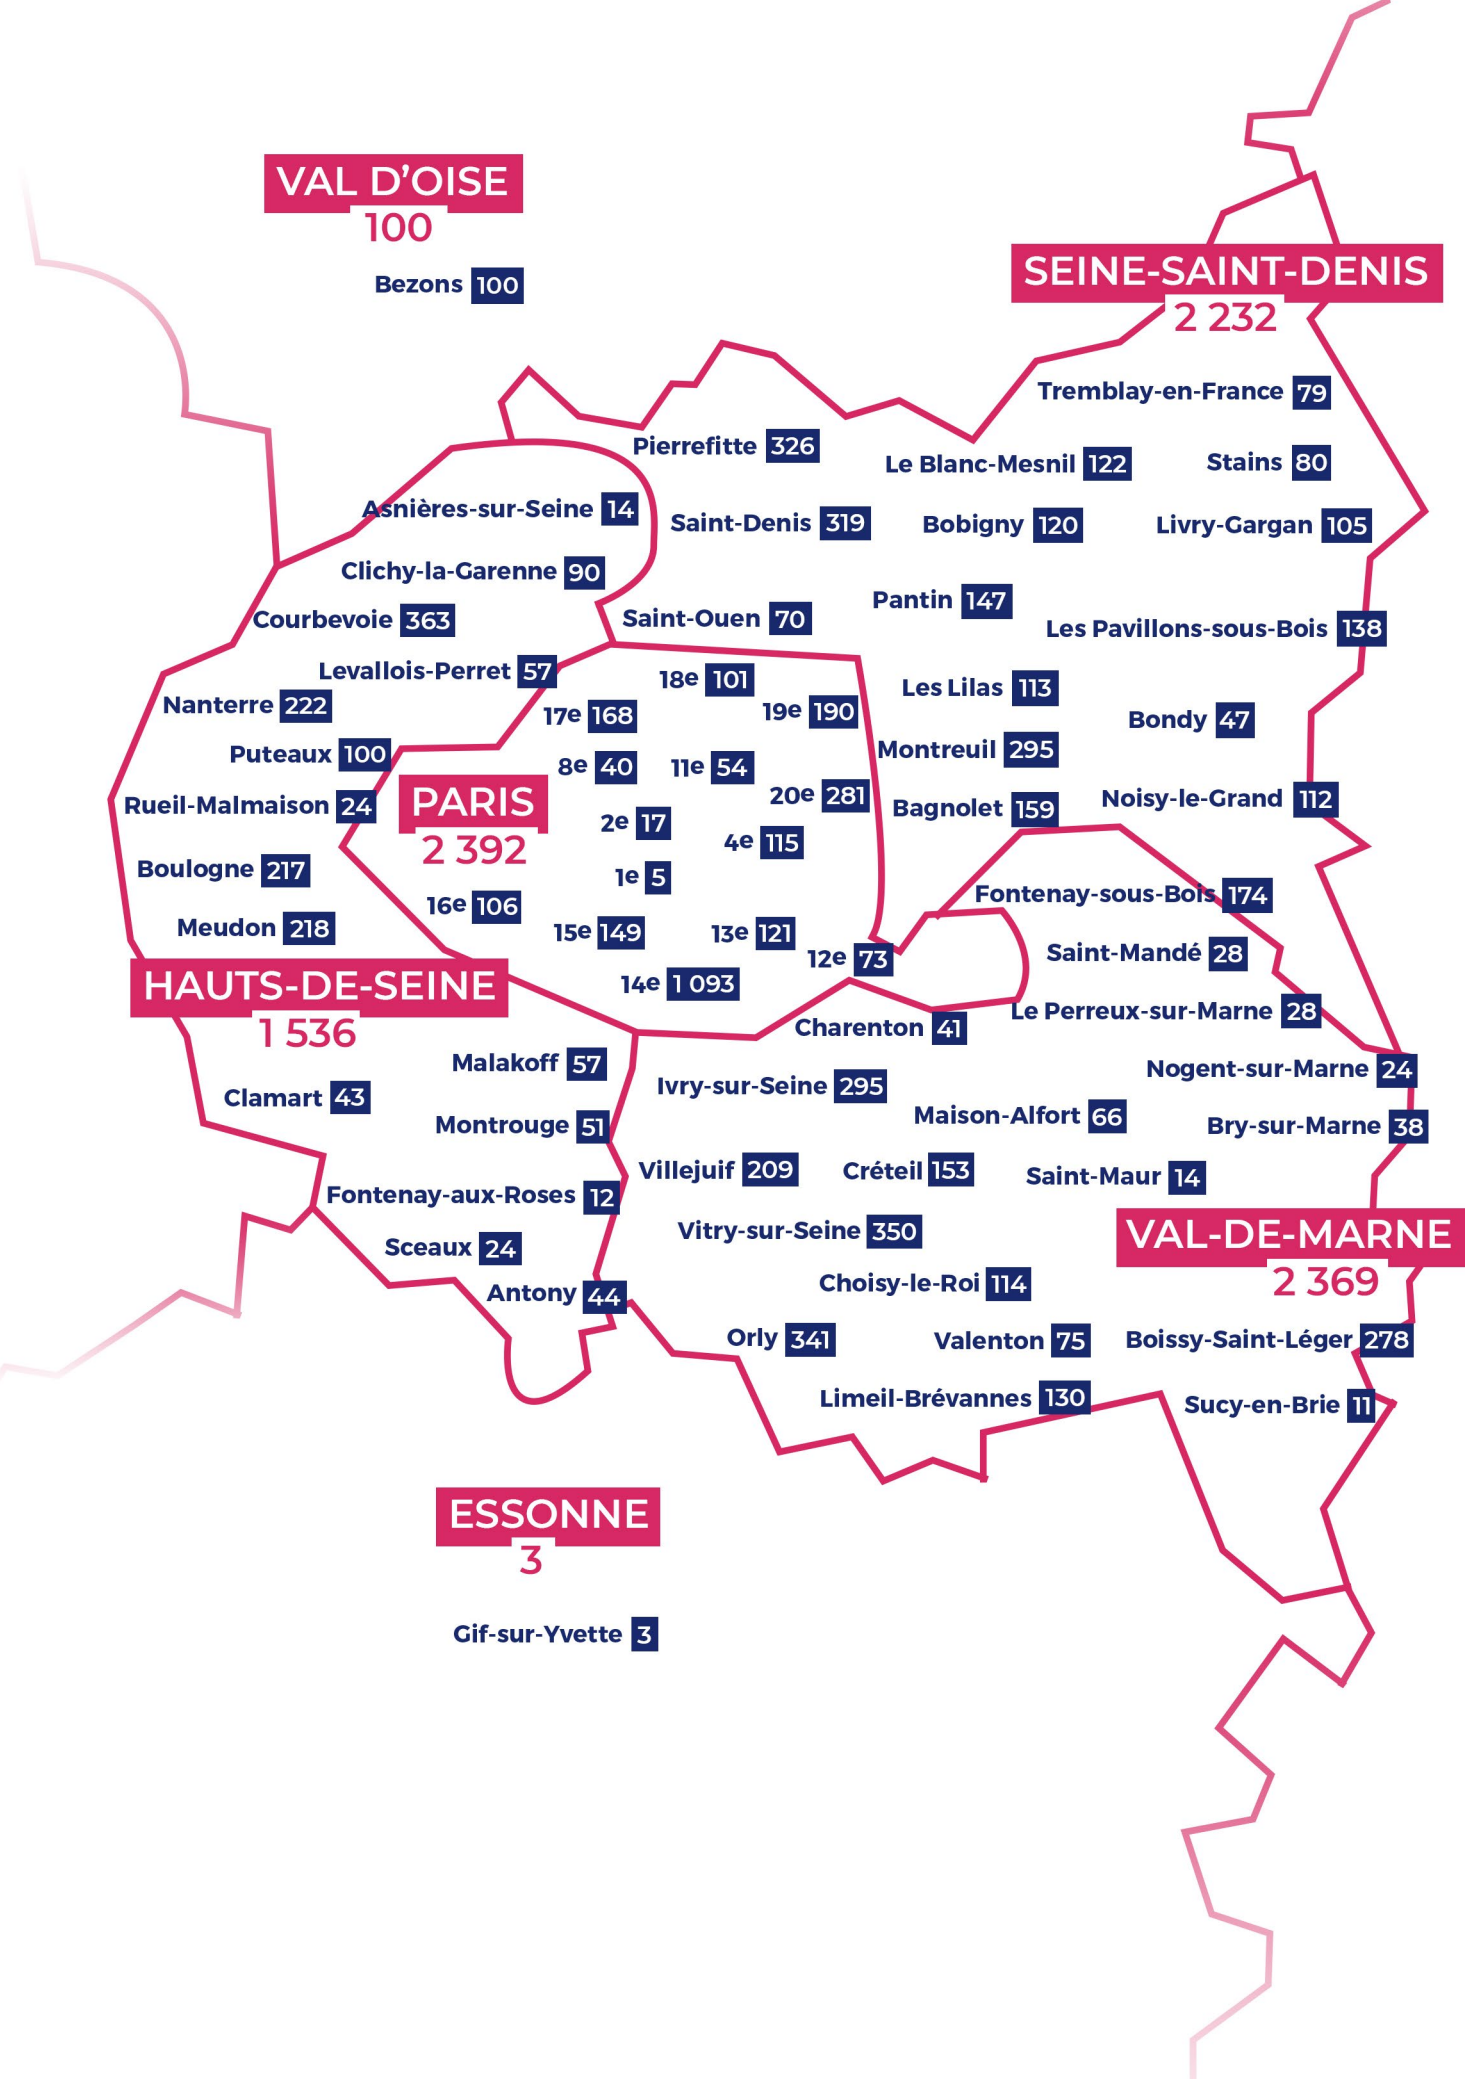 VAL D’OISE
100
Bezons 100
SEINE-SAINT-DENIS
2 232
Tremblay-en-France 79
Pierrefitte 326
Le Blanc-Mesnil 122
Stains 80
Asnières-sur-Seine 14
Saint-Denis 319
Bobigny 120
Livry-Gargan 105
Clichy-la-Garenne 90
Pantin 147
Courbevoie 363
Saint-Ouen 70
Les Pavillons-sous-Bois 138
Levallois-Perret 57
18e 101
Les Lilas 113
Nanterre 222
17e 168
19e 190
Bondy 47
Puteaux 100
8e 40
11e 54
Montreuil 295
Rueil-Malmaison 24
PARIS
2 392
20e 281
Bagnolet 159
Noisy-le-Grand 112
2e 17
4e 115
Boulogne 217
1e 5
16e 106
Fontenay-sous-Bois 174
Meudon 218
15e 149
13e 121
12e 73
Saint-Mandé 28
HAUTS-DE-SEINE
1 536
14e 1 093
Charenton 41
Le Perreux-sur-Marne 28
Malakoff 57
Ivry-sur-Seine 295
Nogent-sur-Marne 24
Clamart 43
Montrouge 51
Maison-Alfort 66
Bry-sur-Marne 38
Villejuif 209
Créteil 153
Saint-Maur 14
Fontenay-aux-Roses 12
Vitry-sur-Seine 350
VAL-DE-MARNE
2 369
Sceaux 24
Antony 44
Choisy-le-Roi 114
Orly 341
Valenton 75
Boissy-Saint-Léger 278
Limeil-Brévannes 130
Sucy-en-Brie 11
ESSONNE
3
Gif-sur-Yvette 3